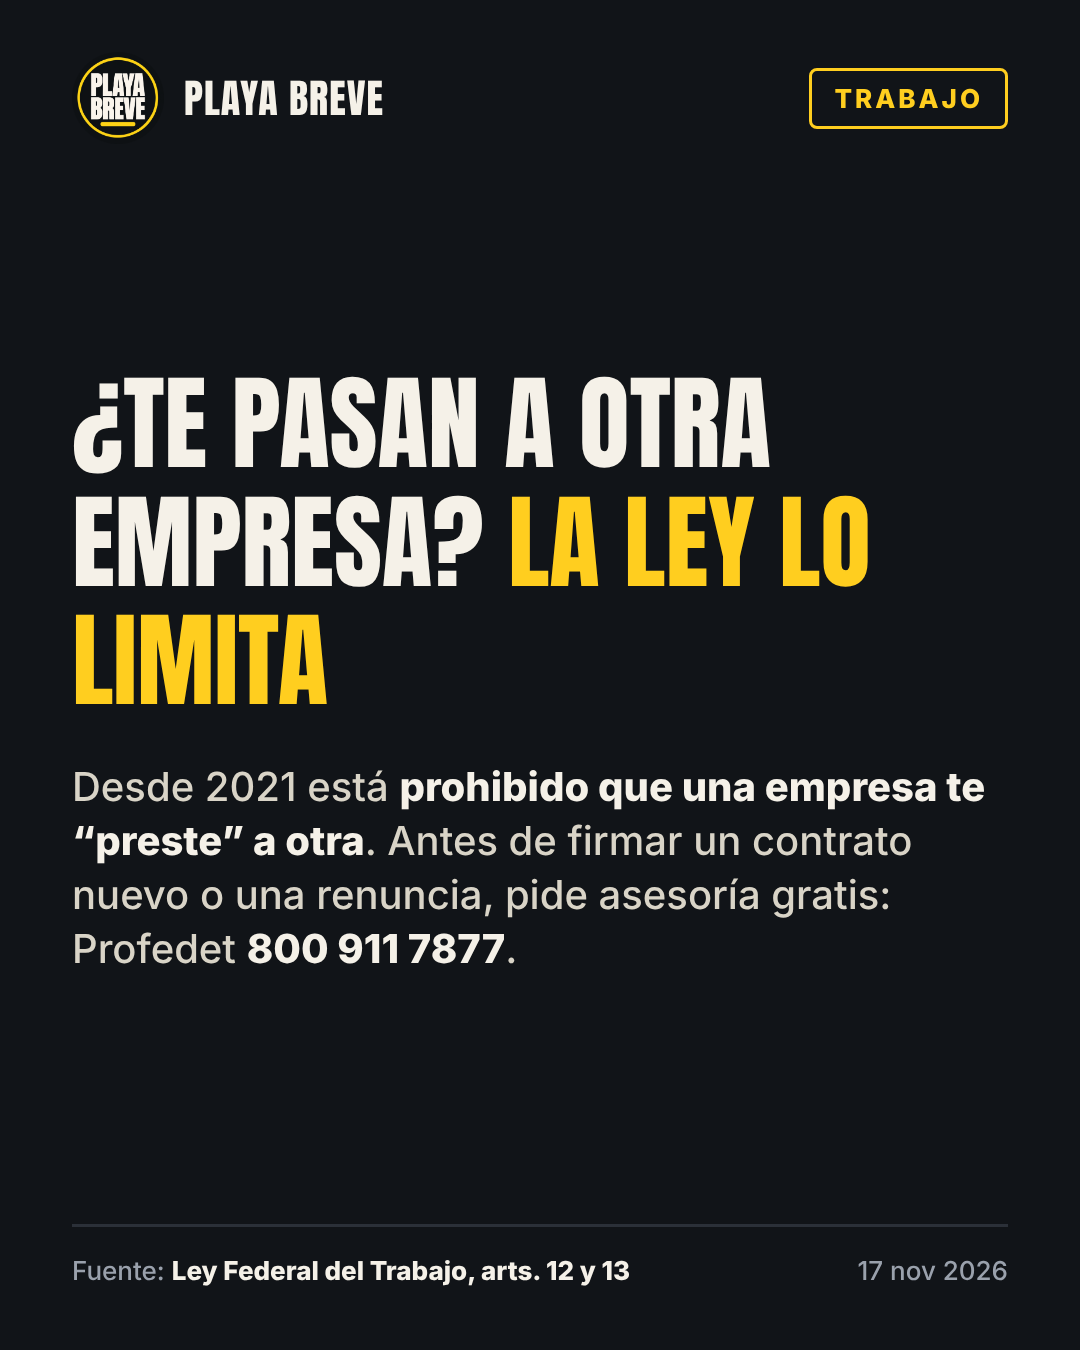 PLAYA
BREVE
PLAYA BREVE
TRABAJO
¿TE PASAN A OTRA
EMPRESA? LA LEY LO
LIMITA
Desde 2021 está prohibido que una empresa te
“preste” a otra. Antes de firmar un contrato
nuevo o una renuncia, pide asesoría gratis:
Profedet 800 911 7877.
Fuente: Ley Federal del Trabajo, arts. 12 y 13
17 nov 2026